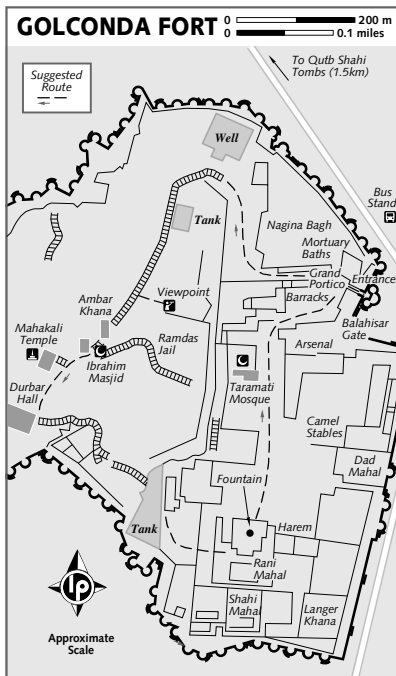 GOLCONDA FORT
0 200 m
0 0.1 miles
Suggested
Route
To Qutb Shahi
Tombs (1.5km)
Well
Bus
Stand
Tank
Nagina Bagh
Mortuary
Baths
Grand
Portico
Entrance
Viewpoint
Barracks
Ambar
Khana
Balahisar
Gate
Mahakali
Temple
Ramdas
Jail
Arsenal
Ibrahim
Masjid
Taramati
Mosque
Durbar
Hall
Camel
Stables
Dad
Mahal
Fountain
Tank
Harem
Rani
Mahal
Shahi
Mahal
Langer
Khana
LP
Approximate
Scale